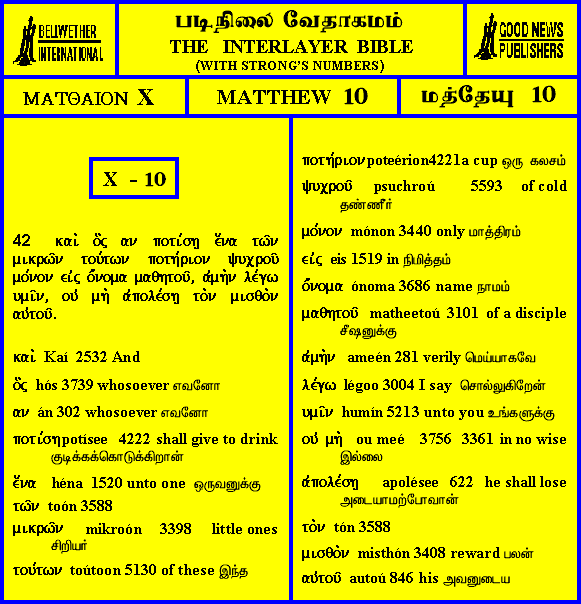 BELLWETHER
INTERNATIONAL
படி நிலை வேதாகமம்
THE INTERLAYER BIBLE
(WITH STRONG'S NUMBERS)
GOOD NEWS
PUBLISHERS
ΜΑΤΘΑΙΟΝ X
MATTHEW 10
மத்தேயு 10
X - 10
42 καὶ ὃς αν ποτίσῃ ἕνα τῶν
μικρῶν τούτων ποτήριον ψυχροῦ
μόνον εἰς ὄνομα μαθητοῦ, ἀμὴν λέγω
υμῖν, οὐ μὴ ἀπολέσῃ τὸν μισθὸν
αὐτοῦ.
καὶ Kaí 2532 And
ὃς hós 3739 whosoever எவனோ
αν án 302 whosoever எவனோ
ποτίσῃ potísee 4222 shall give to drink
குடிக்கக்கொடுக்கிறான்
ἕνα héna 1520 unto one ஒருவனுக்கு
τῶν toón 3588
μικρῶν mikroón 3398 little ones
சிறியர்
τούτων toútoon 5130 of these இந்த
ποτήριον poteérion 4221 a cup ஒரு கலசம்
ψυχροῦ psuchroú 5593 of cold
தண்ணீர்
μόνον mónon 3440 only மாத்திரம்
εἰς eis 1519 in நிமித்தம்
ὄνομα ónoma 3686 name நாமம்
μαθητοῦ matheetoú 3101 of a disciple
சீஷனுக்கு
ἀμὴν ameén 281 verily மெய்யாகவே
λέγω légoo 3004 I say சொல்லுகிறேன்
υμῖν humín 5213 unto you உங்களுக்கு
οὐ μὴ ou meé 3756 3361 in no wise
இல்லை
ἀπολέσῃ apolésee 622 he shall lose
அடையாமற்போவான்
τὸν tón 3588
μισθὸν misthón 3408 reward பலன்
αὐτοῦ autoú 846 his அவனுடைய